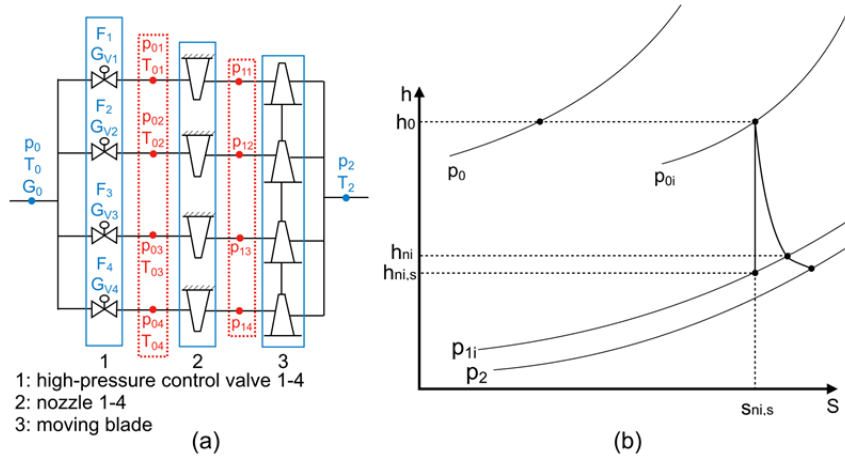 (a)
F1
GV1
p01
T01
p11
F2
GV2
p02
T02
p12
p0
T0
G0
p2
T2
F3
GV3
p03
T03
p13
F4
GV4
p04
T04
p14
1
2
3
1: high-pressure control valve 1-4
2: nozzle 1-4
3: moving blade
(a)
(b)
h
h0
p0
p0i
hni
hni,s
p1i
p2
sni,s
S
(b)